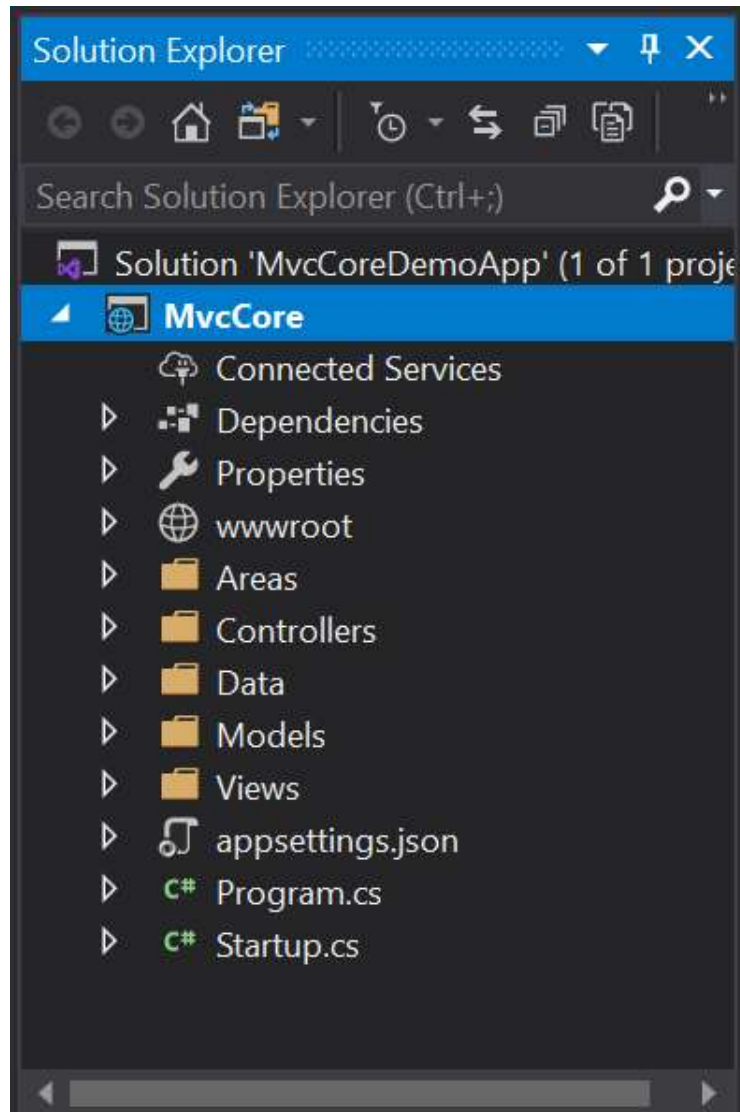 Solution Explorer
Search Solution Explorer (Ctrl+;)
Solution 'MvcCoreDemoApp' (1 of 1 proje
MvcCore
Connected Services
Dependencies
Properties
wwwroot
Areas
Controllers
Data
Models
Views
appsettings.json
C# Program.cs
C# Startup.cs